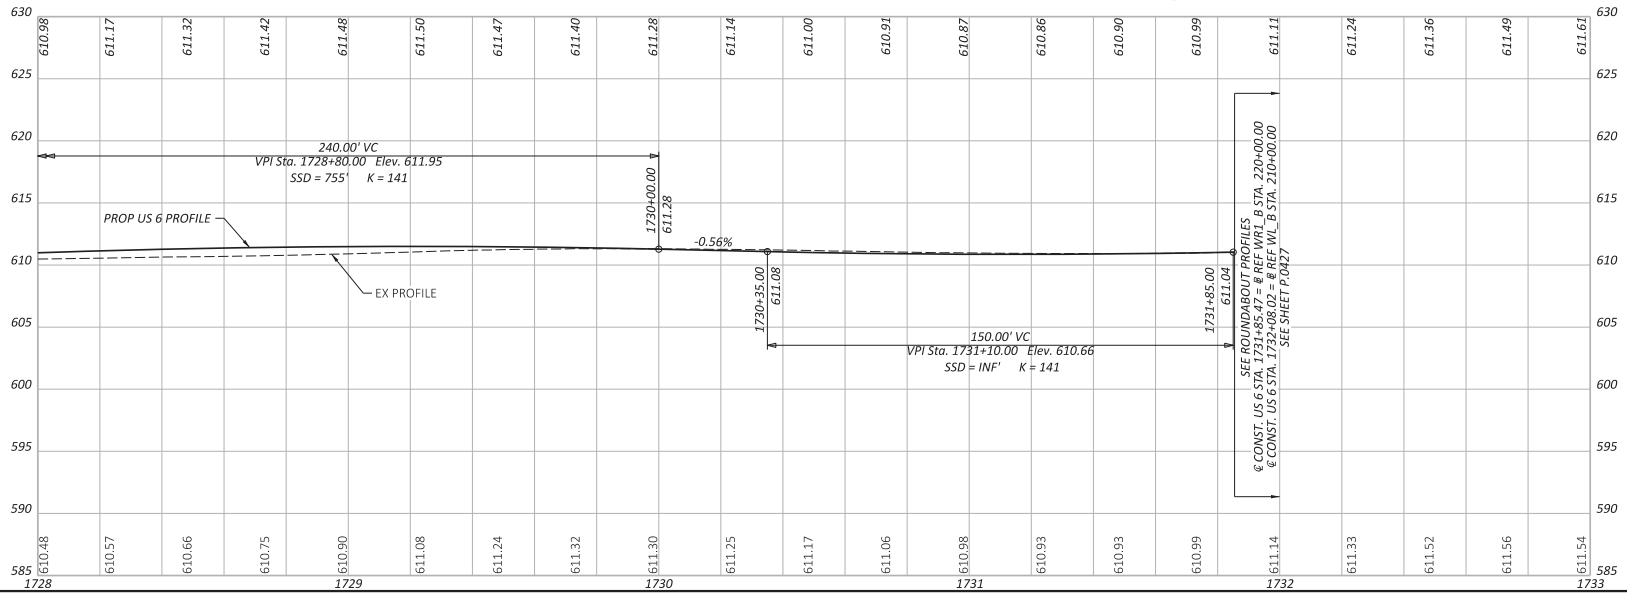 630
610.98 611.17 611.32 611.42 611.48 611.50 611.47 611.40 611.28 611.14 611.00 610.91 610.87 610.86 610.90 610.99 611.11 611.24 611.36 611.49 611.61
630
625
625
620
620
240.00' VC
VPI Sta. 1728+80.00 Elev. 611.95
SSD = 755' K = 141
615
615
1730+00.00
611.28
PROP US 6 PROFILE
-0.56%
610
610
EX PROFILE
1730+35.00
611.08
1731+85.00
611.04
SEE ROUNDABOUT PROFILES
℄ CONST. US 6 STA. 1731+85.47 = ℄ REF WR1_B STA. 220+00.00
℄ CONST. US 6 STA. 1732+08.02 = ℄ REF WL_B STA. 210+00.00
SEE SHEET P.0427
605
605
150.00' VC
VPI Sta. 1731+10.00 Elev. 610.66
SSD = INF' K = 141
600
600
595
595
590
590
610.48 610.57 610.66 610.75 610.90 611.08 611.24 611.32 611.30 611.25 611.17 611.06 610.98 610.93 610.93 610.99 611.14 611.33 611.52 611.56 611.54
585
585
1728 1729 1730 1731 1732 1733